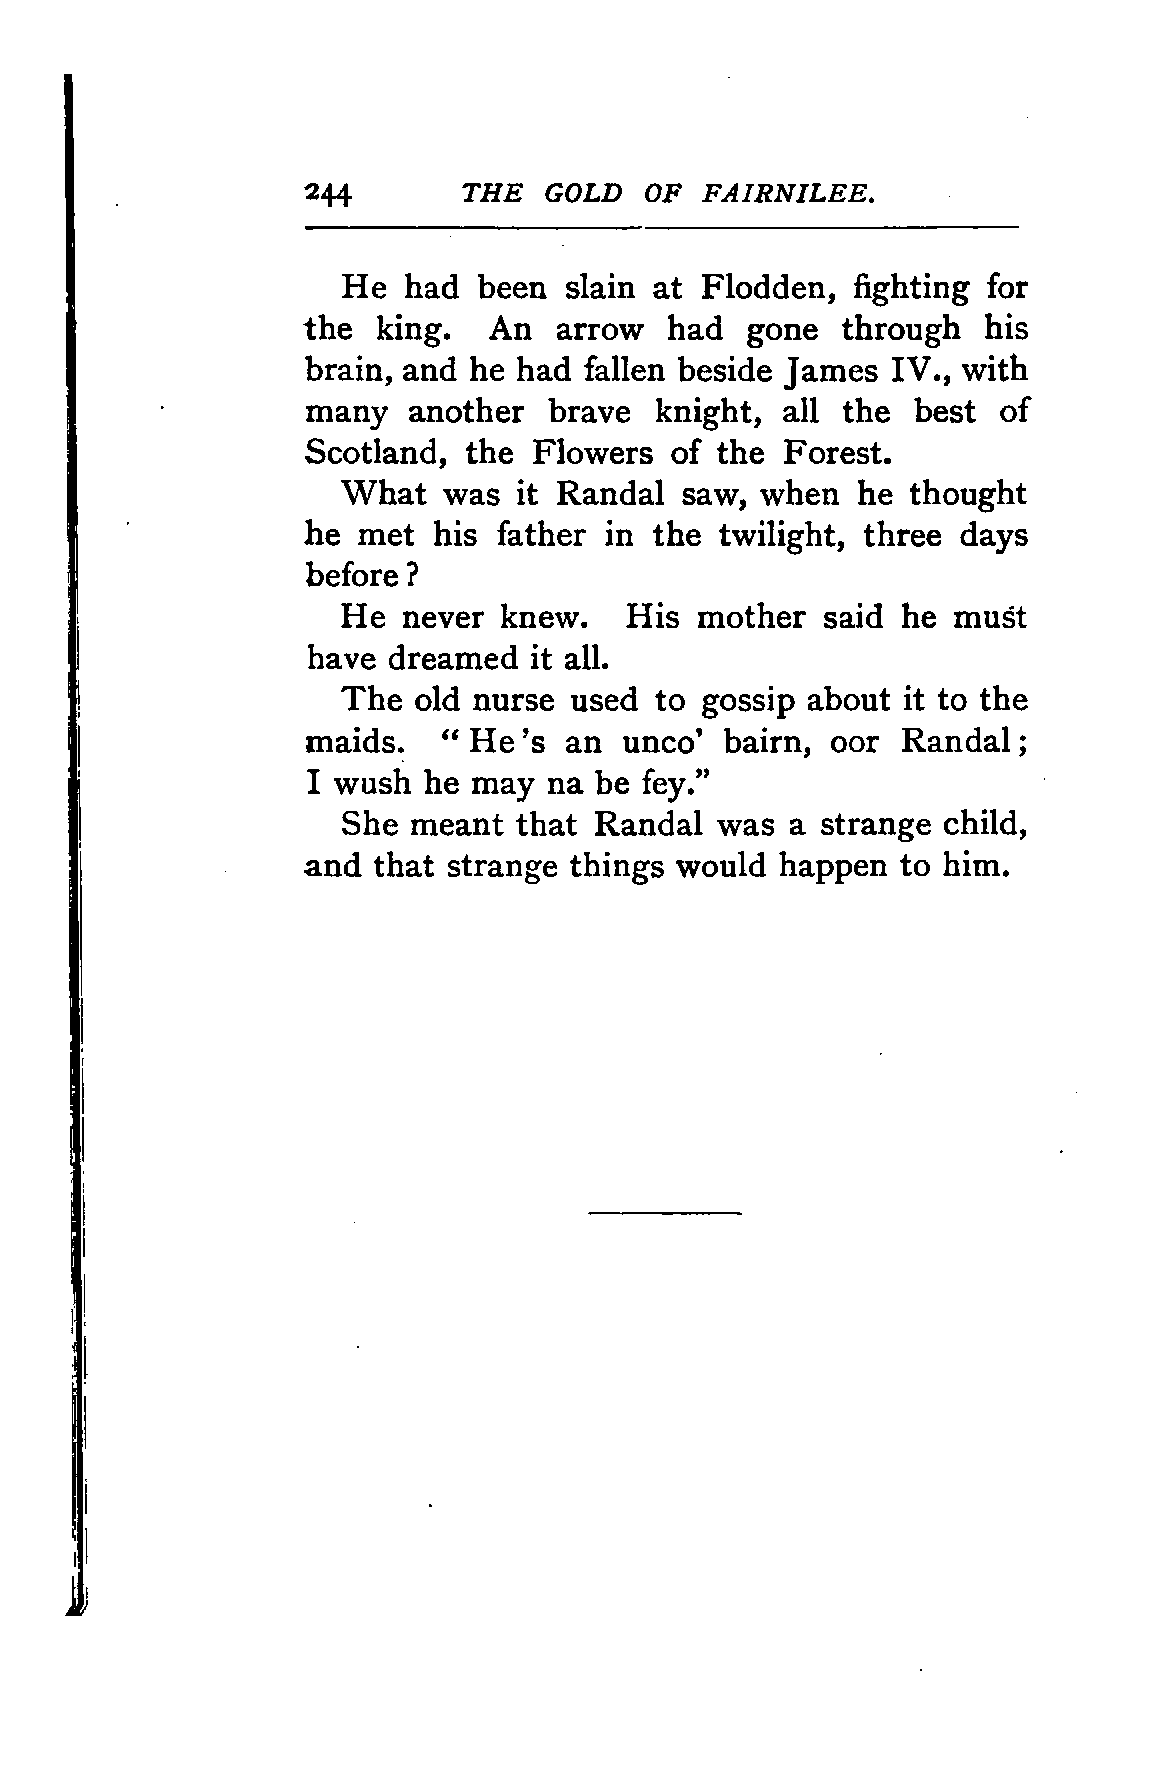 244 THE GOLD OF FAIRNILEE.
He had been slain at Flodden, fighting for
the king. An arrow had gone through his
brain, and he had fallen beside James IV., with
many another brave knight, all the best of
Scotland, the Flowers of the Forest.
What was it Randal saw, when he thought
he met his father in the twilight, three days
before?
He never knew. His mother said he must
have dreamed it all.
The old nurse used to gossip about it to the
maids. "He's an unco' bairn, oor Randal;
I wush he may na be fey."
She meant that Randal was a strange child,
and that strange things would happen to him.